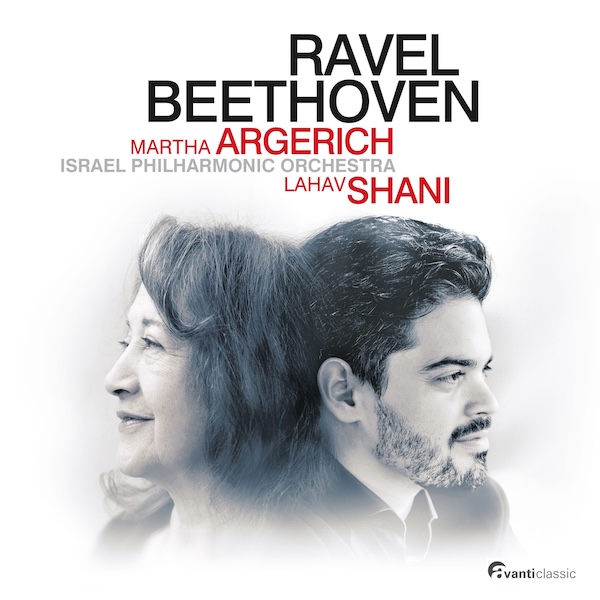 RAVEL
BEETHOVEN
MARTHA ARGERICH
ISRAEL PHILHARMONIC ORCHESTRA
LAHAV SHANI
avanticlassic